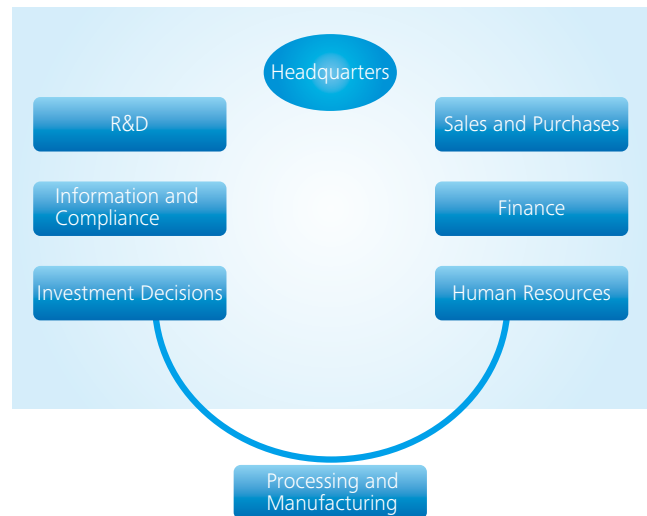 Headquarters
R&D
Sales and Purchases
Information and
Compliance
Finance
Investment Decisions
Human Resources
Processing and
Manufacturing